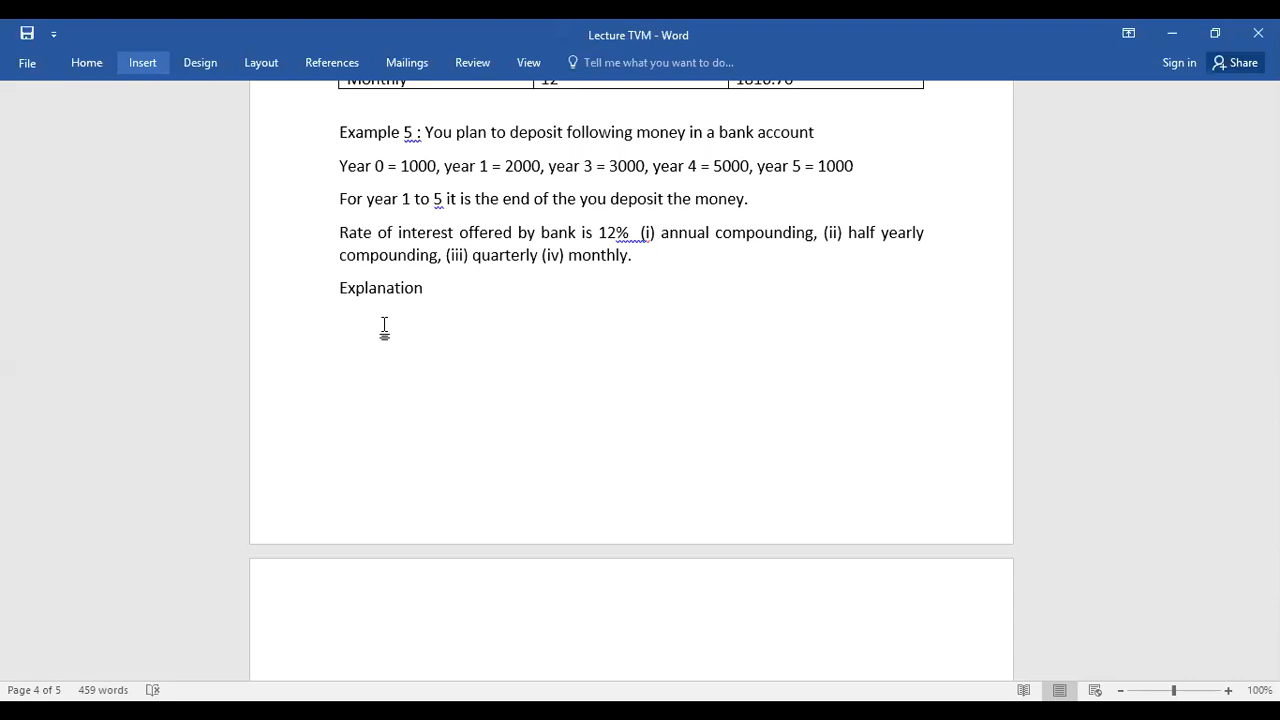 Lecture TVM - Word
File Home Insert Design Layout References Mailings Review View Tell me what you want to do... Sign in Share
Monthly 12 1816.70
Example 5 : You plan to deposit following money in a bank account
Year 0 = 1000, year 1 = 2000, year 3 = 3000, year 4 = 5000, year 5 = 1000
For year 1 to 5 it is the end of the you deposit the money.
Rate of interest offered by bank is 12% (i) annual compounding, (ii) half yearly
compounding, (iii) quarterly (iv) monthly.
Explanation
Page 4 of 5 459 words 100%